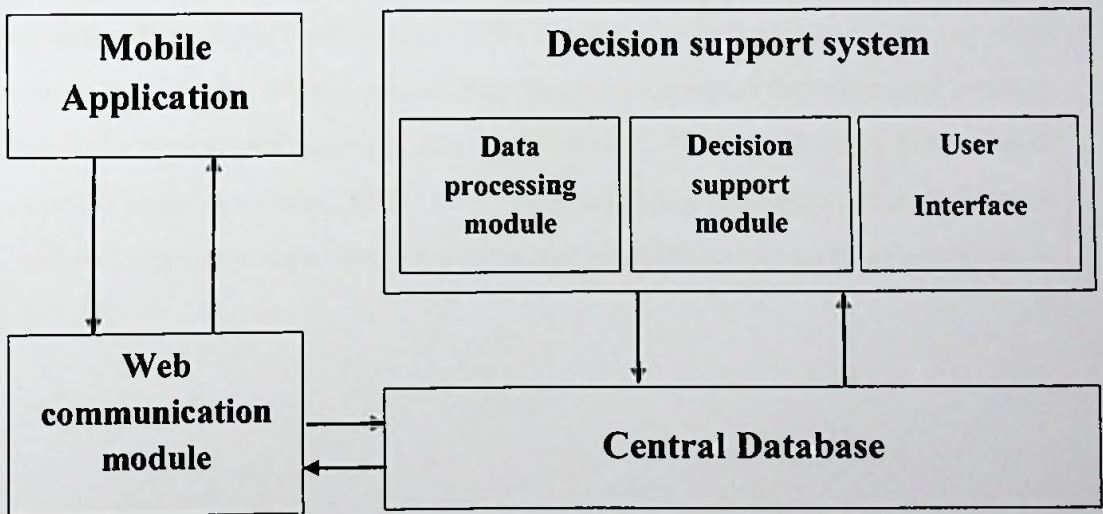 Mobile
Application
Decision support system
Data
processing
module
Decision
support
module
User
Interface
Web
communication
module
Central Database